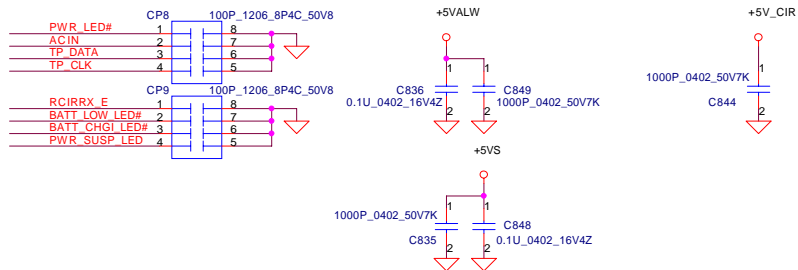 CP8 100P_1206_8P4C_50V8
PWR_LED# 1 8
ACIN 2 7
TP_DATA 3 6
TP_CLK 4 5
CP9 100P_1206_8P4C_50V8
RCIRRX_E 1 8
BATT_LOW_LED# 2 7
BATT_CHGI_LED# 3 6
PWR_SUSP_LED 4 5
+5VALW
1 1
C836 C849
0.1U_0402_16V4Z 1000P_0402_50V7K
2 2
+5V_CIR
1
1000P_0402_50V7K
C844
2
+5VS
1 1
1000P_0402_50V7K C848
C835 0.1U_0402_16V4Z
2 2